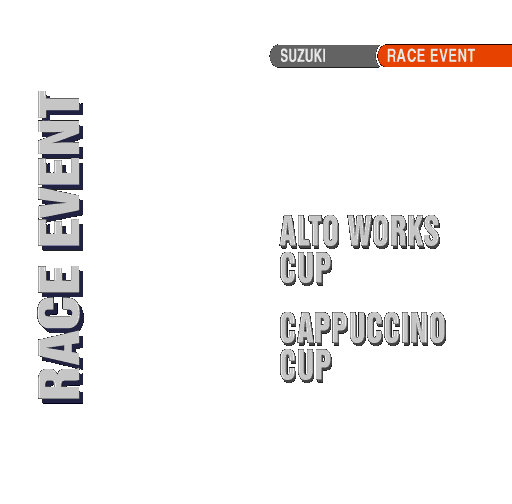 SUZUKI
RACE EVENT
RACE EVENT
ALTO WORKS
CUP
CAPPUCCINO
CUP